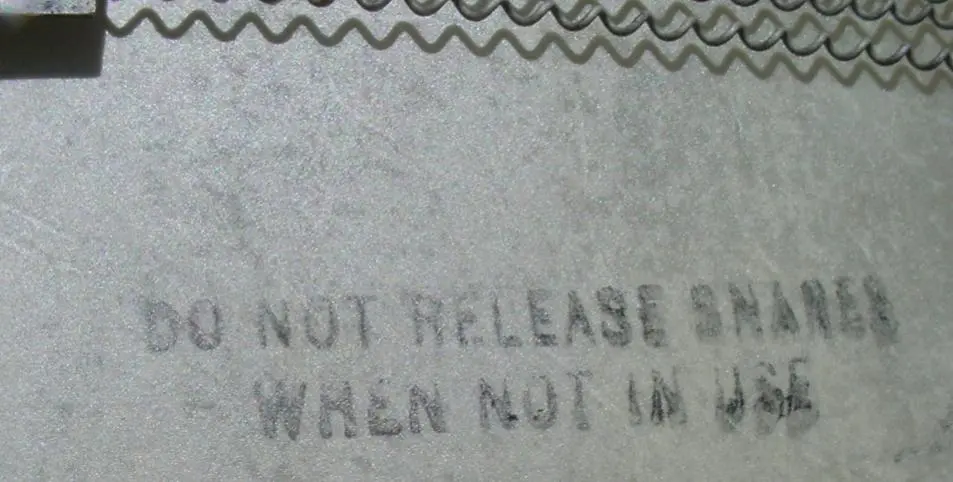 DO NOT RELEASE SNARES
WHEN NOT IN USE